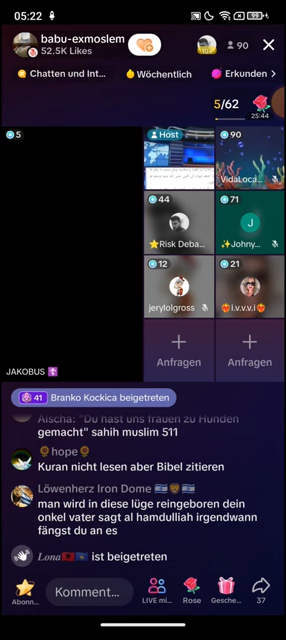 05:22
99
babu-exmoslem
52.5K Likes
90
Chatten und Int...
Wöchentlich
Erkunden >
5/62
25:44
5
Host
90
VidaLoca...
44
71
Risk Deba...
J
Johny...
12
21
jerylolgross
i.v.v.v.i
JAKOBUS
Anfragen
Anfragen
41 Branko Kockica beigetreten
Aischa: "Du hast uns frauen zu Hunden
gemacht" sahih muslim 511
hope
Kuran nicht lesen aber Bibel zitieren
Löwenherz Iron Dome
man wird in diese lüge reingeboren dein
onkel vater sagt al hamdulliah irgendwann
fängst du an es
Lona ist beigetreten
Abonn...
Komment...
LIVE mi...
Rose
Gesche...
37